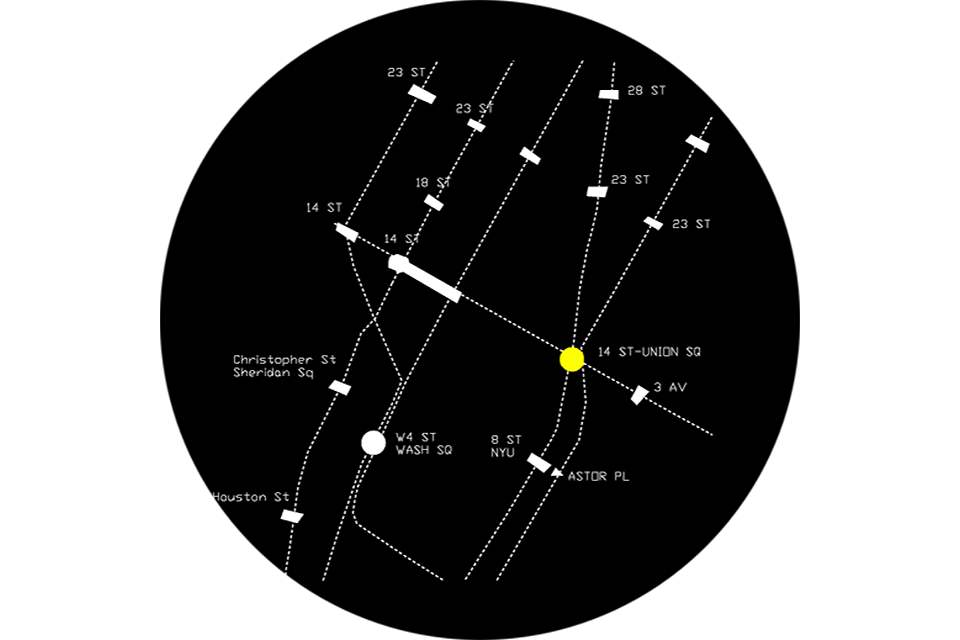 23 ST
28 ST
23 ST
18 ST
23 ST
14 ST
23 ST
14 ST
14 ST-UNION SQ
Christopher St
Sheridan Sq
3 AV
W4 ST
WASH SQ
8 ST
NYU
ASTOR PL
Houston St